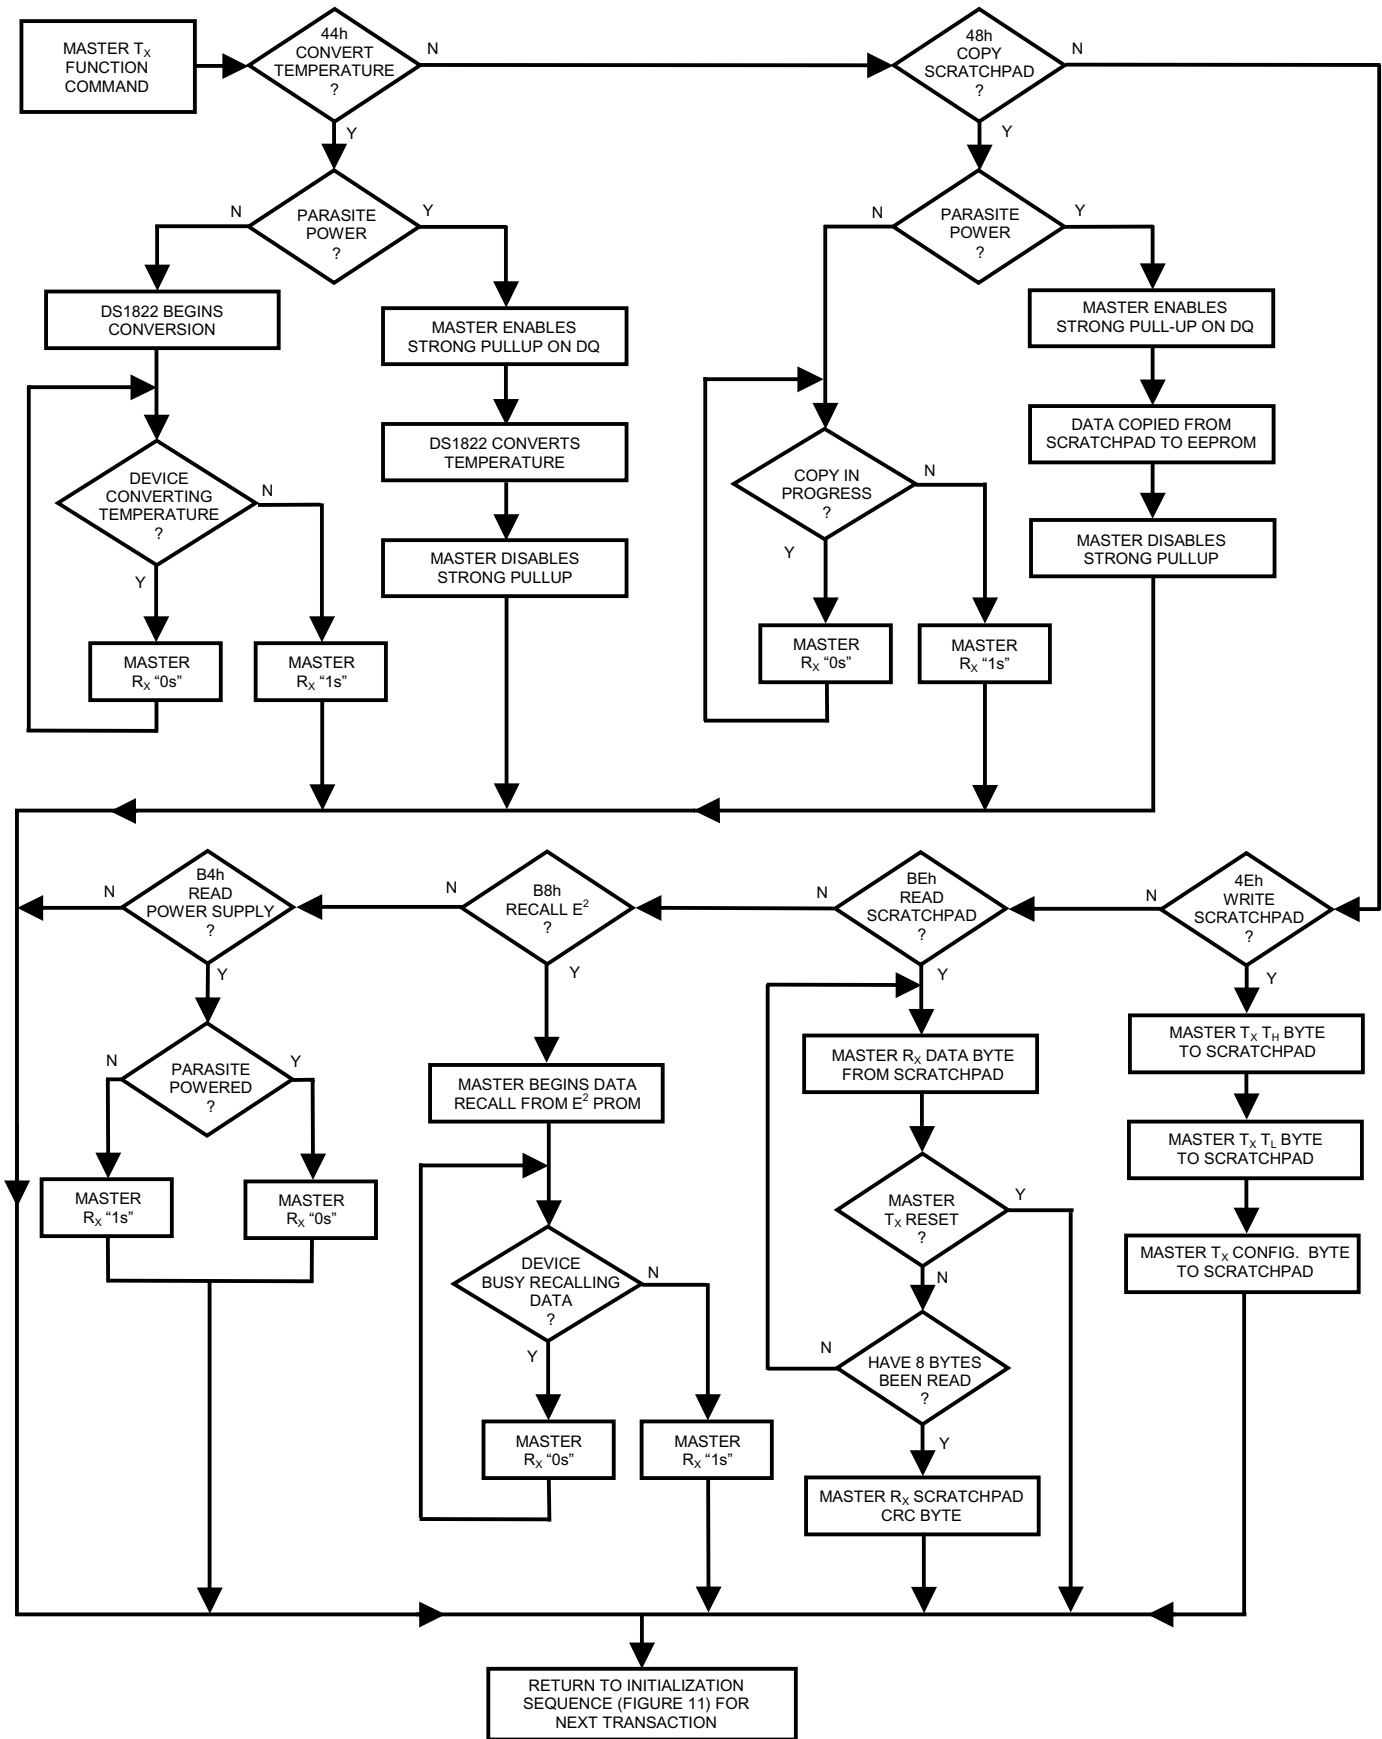 MASTER TX
FUNCTION
COMMAND
44h
CONVERT
TEMPERATURE
?
N
Y
48h
COPY
SCRATCHPAD
?
N
Y
PARASITE
POWER
?
N
Y
DS1822 BEGINS
CONVERSION
DEVICE
CONVERTING
TEMPERATURE
?
N
Y
MASTER
RX “0s”
MASTER
RX “1s”
MASTER ENABLES
STRONG PULLUP ON DQ
DS1822 CONVERTS
TEMPERATURE
MASTER DISABLES
STRONG PULLUP
PARASITE
POWER
?
N
Y
COPY IN
PROGRESS
?
N
Y
MASTER
RX “0s”
MASTER
RX “1s”
MASTER ENABLES
STRONG PULL-UP ON DQ
DATA COPIED FROM
SCRATCHPAD TO EEPROM
MASTER DISABLES
STRONG PULLUP
B4h
READ
POWER SUPPLY
?
N
Y
PARASITE
POWERED
?
N
Y
MASTER
RX “1s”
MASTER
RX “0s”
B8h
RECALL E2
?
N
Y
MASTER BEGINS DATA
RECALL FROM E2 PROM
DEVICE
BUSY RECALLING
DATA
?
N
Y
MASTER
RX “0s”
MASTER
RX “1s”
BEh
READ
SCRATCHPAD
?
N
Y
MASTER RX DATA BYTE
FROM SCRATCHPAD
MASTER
TX RESET
?
Y
N
HAVE 8 BYTES
BEEN READ
?
N
Y
MASTER RX SCRATCHPAD
CRC BYTE
4Eh
WRITE
SCRATCHPAD
?
N
Y
MASTER TX TH BYTE
TO SCRATCHPAD
MASTER TX TL BYTE
TO SCRATCHPAD
MASTER TX CONFIG. BYTE
TO SCRATCHPAD
RETURN TO INITIALIZATION
SEQUENCE (FIGURE 11) FOR
NEXT TRANSACTION